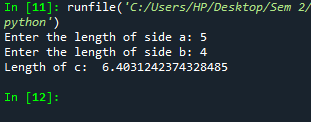 In [11]: runfile('C:/Users/HP/Desktop/Sem 2/
python')
Enter the length of side a: 5
Enter the length of side b: 4
Length of c:  6.4031242374328485
In [12]: